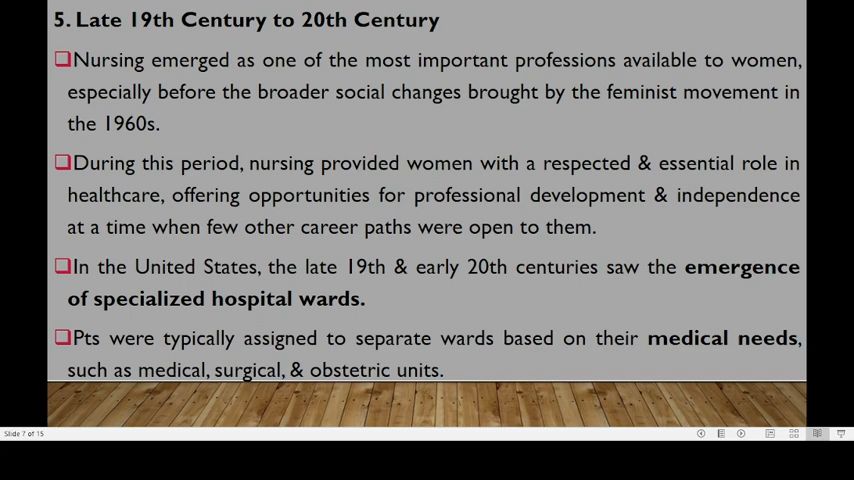 5. Late 19th Century to 20th Century
❑Nursing emerged as one of the most important professions available to women,
especially before the broader social changes brought by the feminist movement in
the 1960s.
❑During this period, nursing provided women with a respected & essential role in
healthcare, offering opportunities for professional development & independence
at a time when few other career paths were open to them.
❑In the United States, the late 19th & early 20th centuries saw the emergence
of specialized hospital wards.
❑Pts were typically assigned to separate wards based on their medical needs,
such as medical, surgical, & obstetric units.
Slide 7 of 15